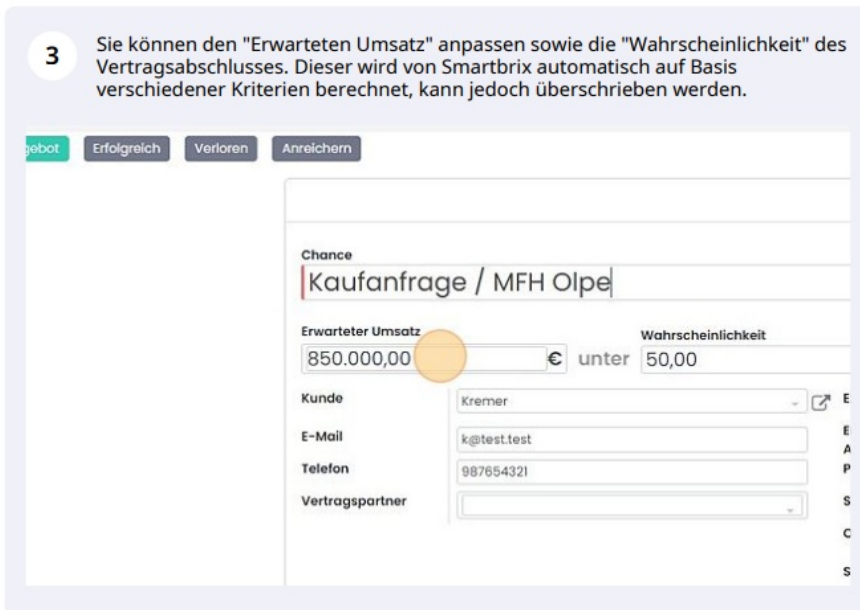 3
Sie können den "Erwarteten Umsatz" anpassen sowie die "Wahrscheinlichkeit" des
Vertragsabschlusses. Dieser wird von Smartbrix automatisch auf Basis
verschiedener Kriterien berechnet, kann jedoch überschrieben werden.
gebot Erfolgreich Verloren Anreichern
Chance
Kaufanfrage / MFH Olpe
Erwarteter Umsatz Wahrscheinlichkeit
850.000,00 € unter 50,00
Kunde Kremer E
E-Mail k@test.test E
A
Telefon 987654321 P
Vertragspartner S
C
S